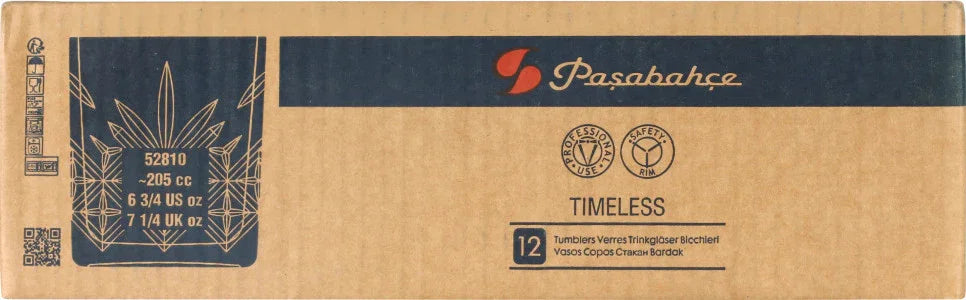 52810
~205 cc
6 3/4 US oz
7 1/4 UK oz
Paşabahçe
PROFESSIONAL USE
SAFETY RIM
TIMELESS
12
Tumblers Verres Trinkgläser Bicchieri
Vasos Copos Стакан Bardak